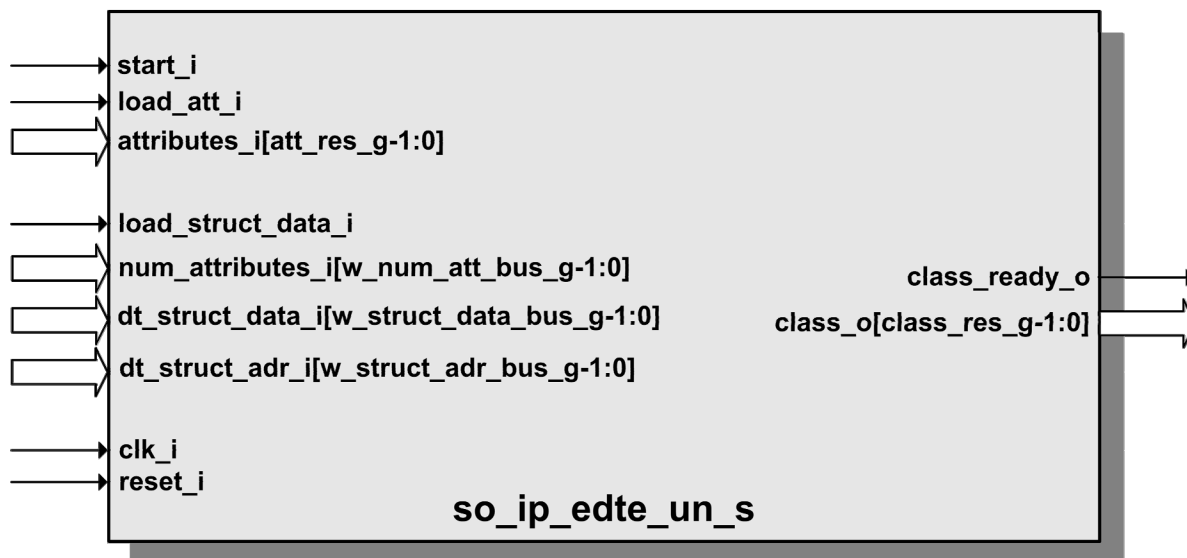 start_i
load_att_i
attributes_i[att_res_g-1:0]
load_struct_data_i
num_attributes_i[w_num_att_bus_g-1:0]
dt_struct_data_i[w_struct_data_bus_g-1:0]
dt_struct_adr_i[w_struct_adr_bus_g-1:0]
clk_i
reset_i
class_ready_o
class_o[class_res_g-1:0]
so_ip_edte_un_s